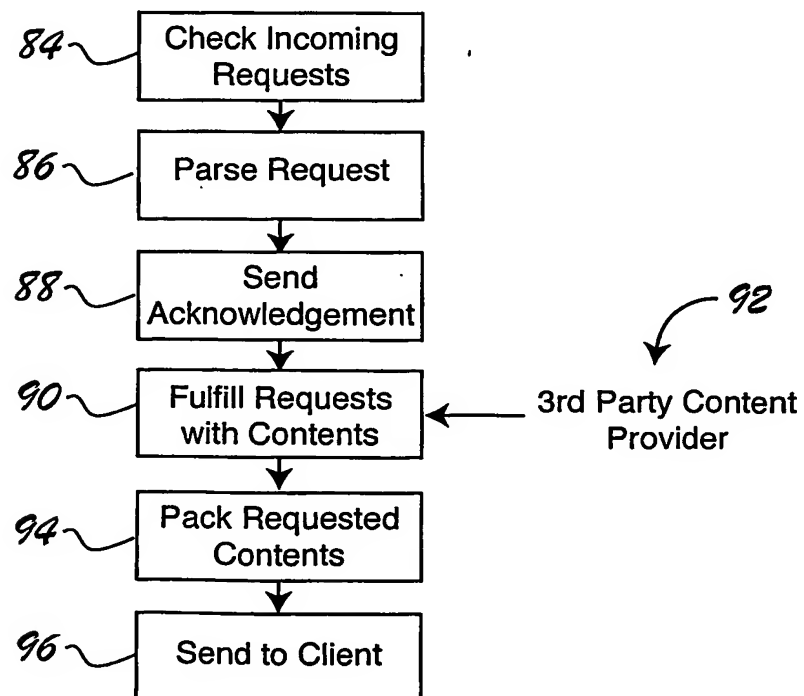 84
Check Incoming
Requests
86
Parse Request
88
Send
Acknowledgement
92
90
Fulfill Requests
with Contents
3rd Party Content
Provider
94
Pack Requested
Contents
96
Send to Client